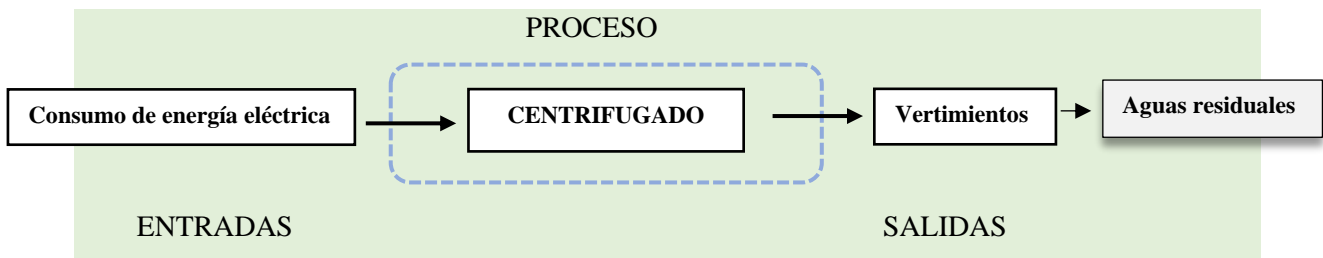 PROCESO
Consumo de energía eléctrica
CENTRIFUGADO
Vertimientos
Aguas residuales
ENTRADAS
SALIDAS